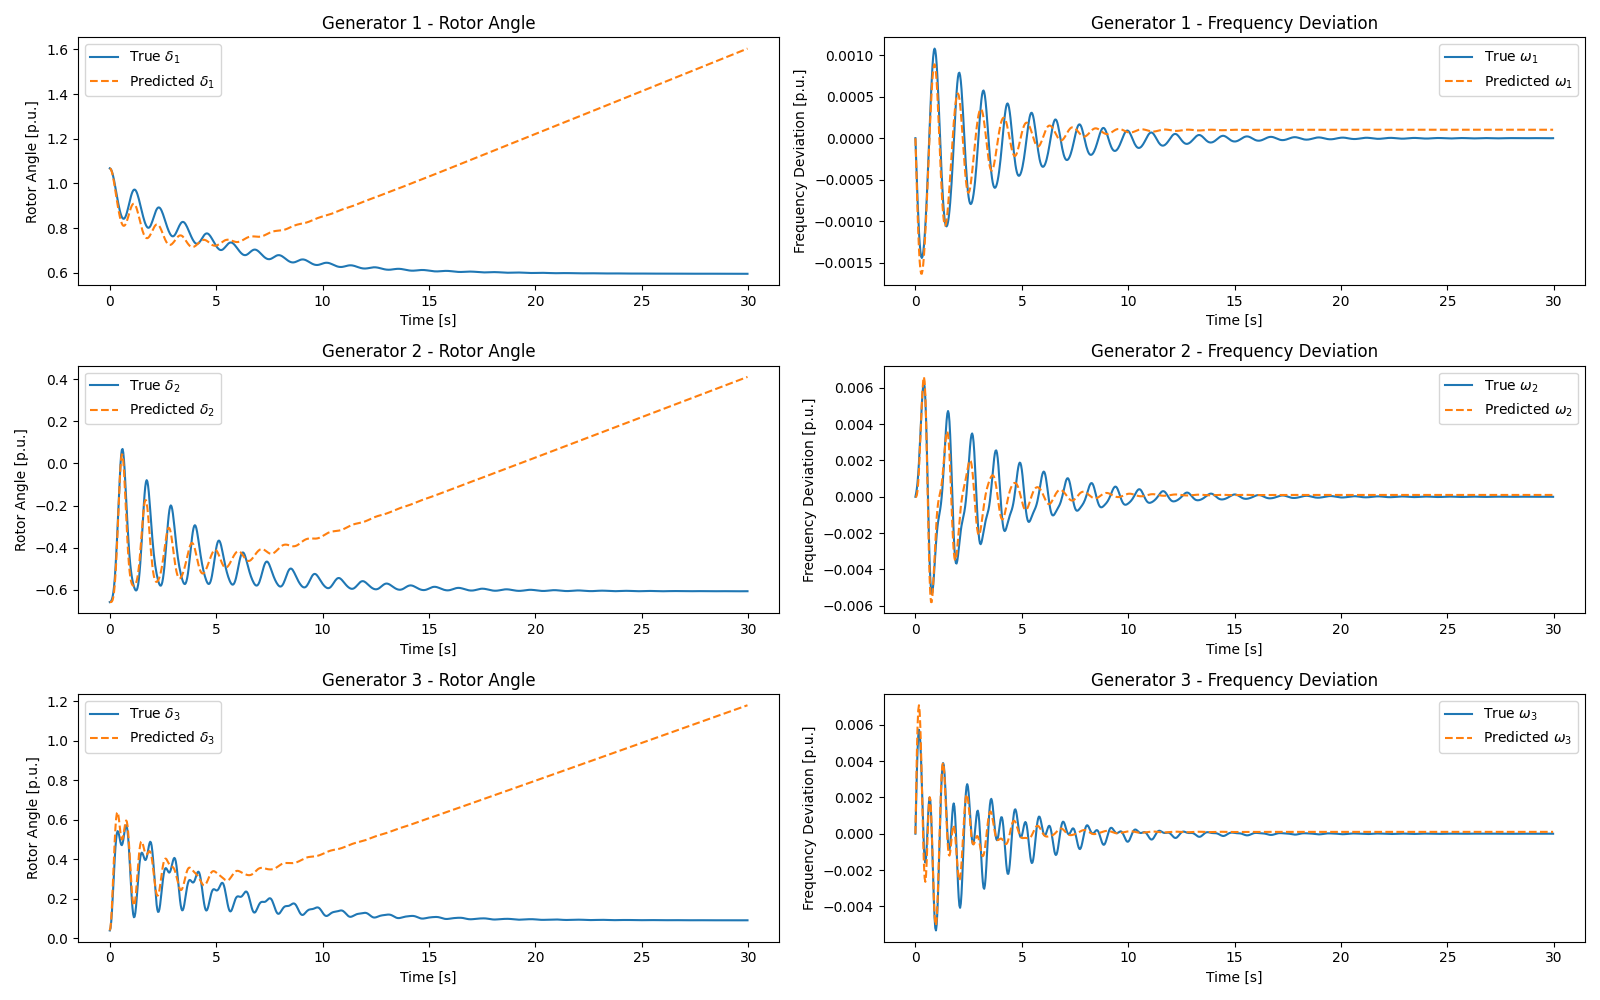 Generator 1 - Rotor Angle
Rotor Angle [p.u.]
1.6
1.4
1.2
1.0
0.8
0.6
True δ1
Predicted δ1
0 5 10 15 20 25 30
Time [s]
Generator 1 - Frequency Deviation
Frequency Deviation [p.u.]
0.0010
0.0005
0.0000
−0.0005
−0.0010
−0.0015
True ω1
Predicted ω1
0 5 10 15 20 25 30
Time [s]
Generator 2 - Rotor Angle
Rotor Angle [p.u.]
0.4
0.2
0.0
−0.2
−0.4
−0.6
True δ2
Predicted δ2
0 5 10 15 20 25 30
Time [s]
Generator 2 - Frequency Deviation
Frequency Deviation [p.u.]
0.006
0.004
0.002
0.000
−0.002
−0.004
−0.006
True ω2
Predicted ω2
0 5 10 15 20 25 30
Time [s]
Generator 3 - Rotor Angle
Rotor Angle [p.u.]
1.2
1.0
0.8
0.6
0.4
0.2
0.0
True δ3
Predicted δ3
0 5 10 15 20 25 30
Time [s]
Generator 3 - Frequency Deviation
Frequency Deviation [p.u.]
0.006
0.004
0.002
0.000
−0.002
−0.004
True ω3
Predicted ω3
0 5 10 15 20 25 30
Time [s]